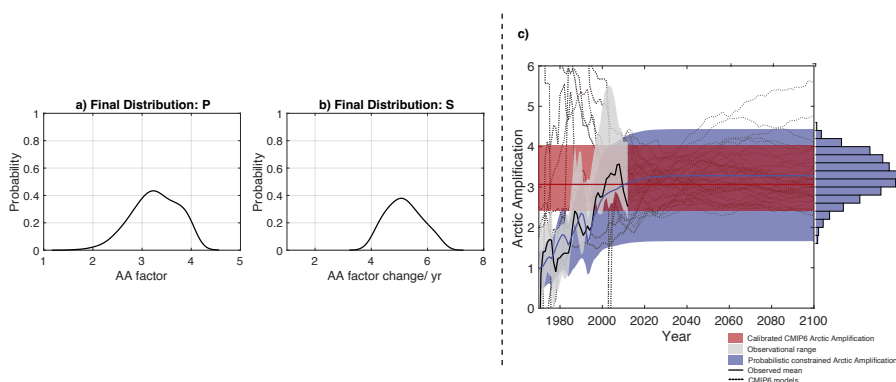 a) Final Distribution: P
1
0.8
0.6
0.4
0.2
0
Probability
1 2 3 4 5
AA factor
b) Final Distribution: S
1
0.8
0.6
0.4
0.2
0
Probability
2 4 6 8
AA factor change/ yr
c)
6
5
4
3
2
1
0
Arctic Amplification
1980 2000 2020 2040 2060 2080 2100
Year
Calibrated CMIP6 Arctic Amplification
Observational range
Probabilistic constrained Arctic Amplification
Observed mean
CMIP6 models